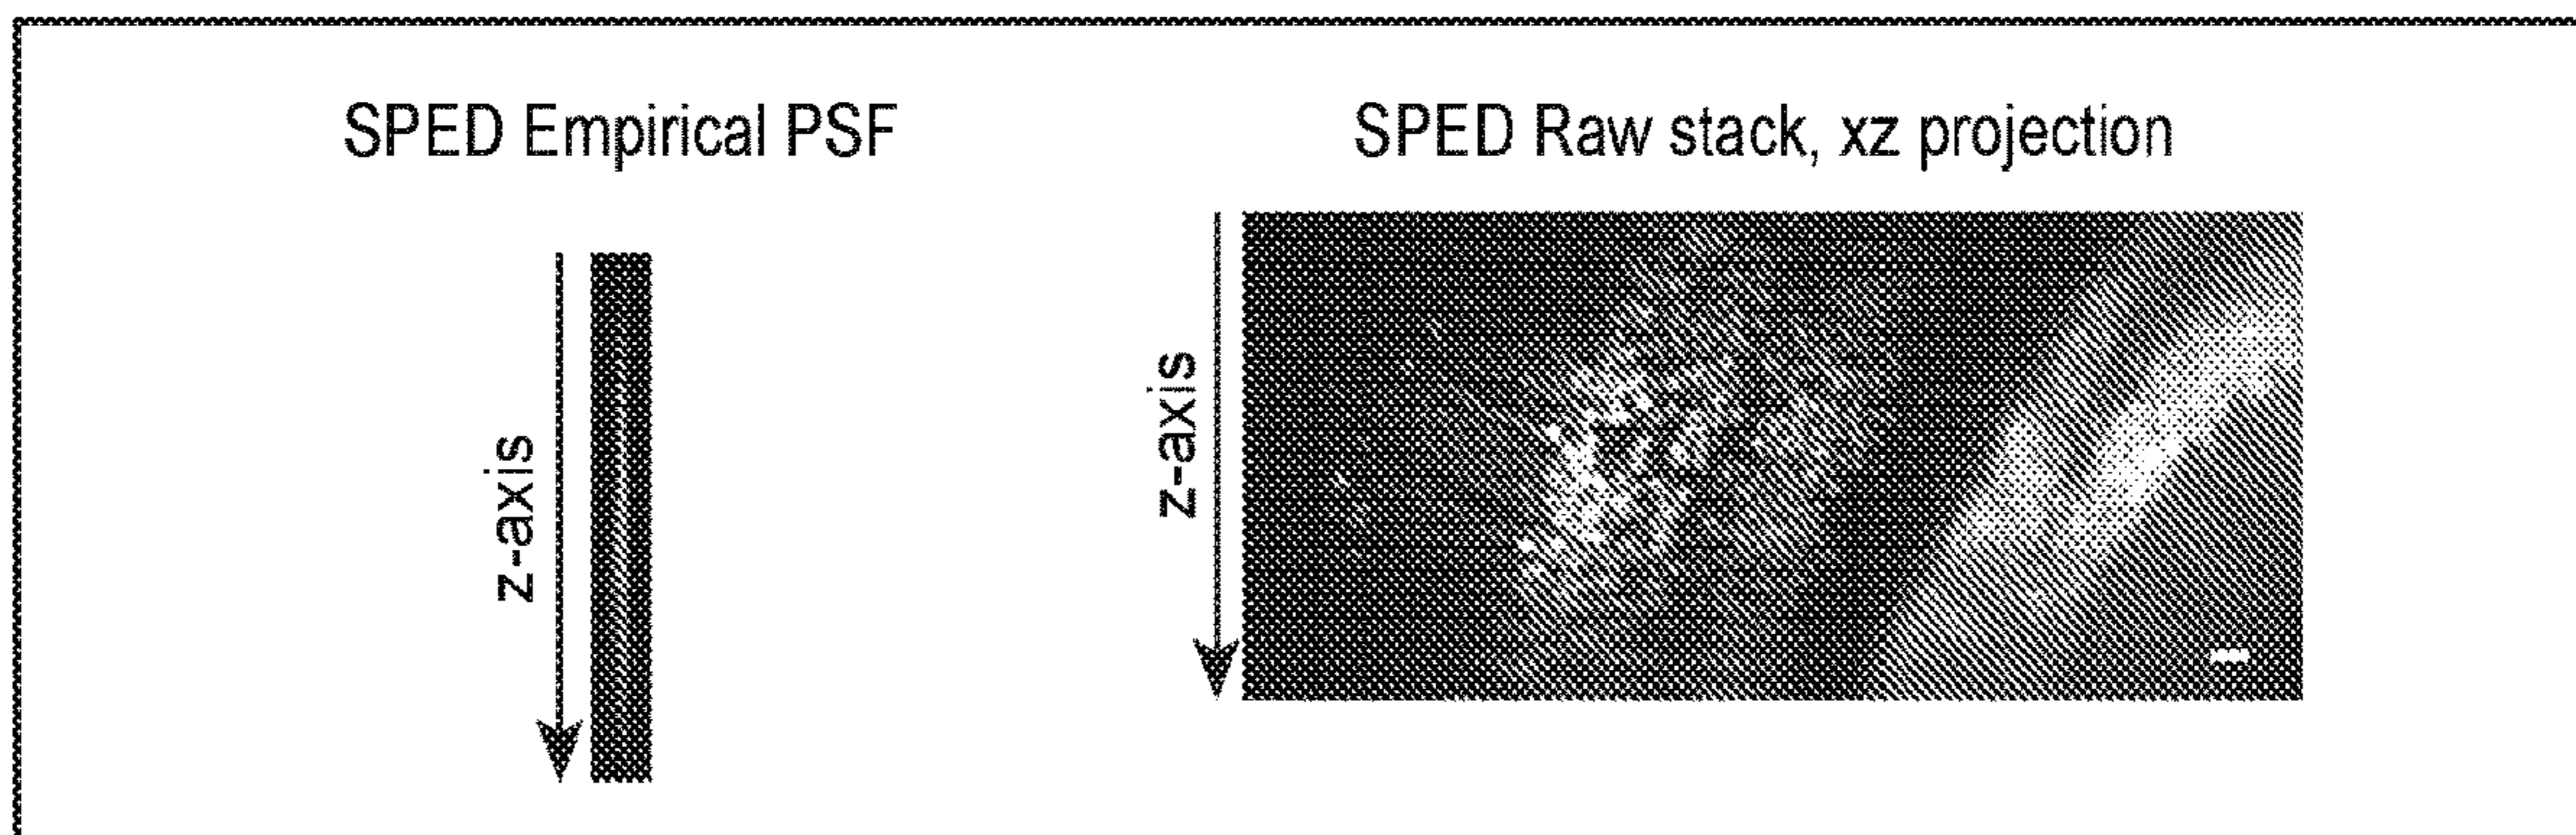 SPED Empirical PSF
SPED Raw stack, xz projection
z-axis
z-axis